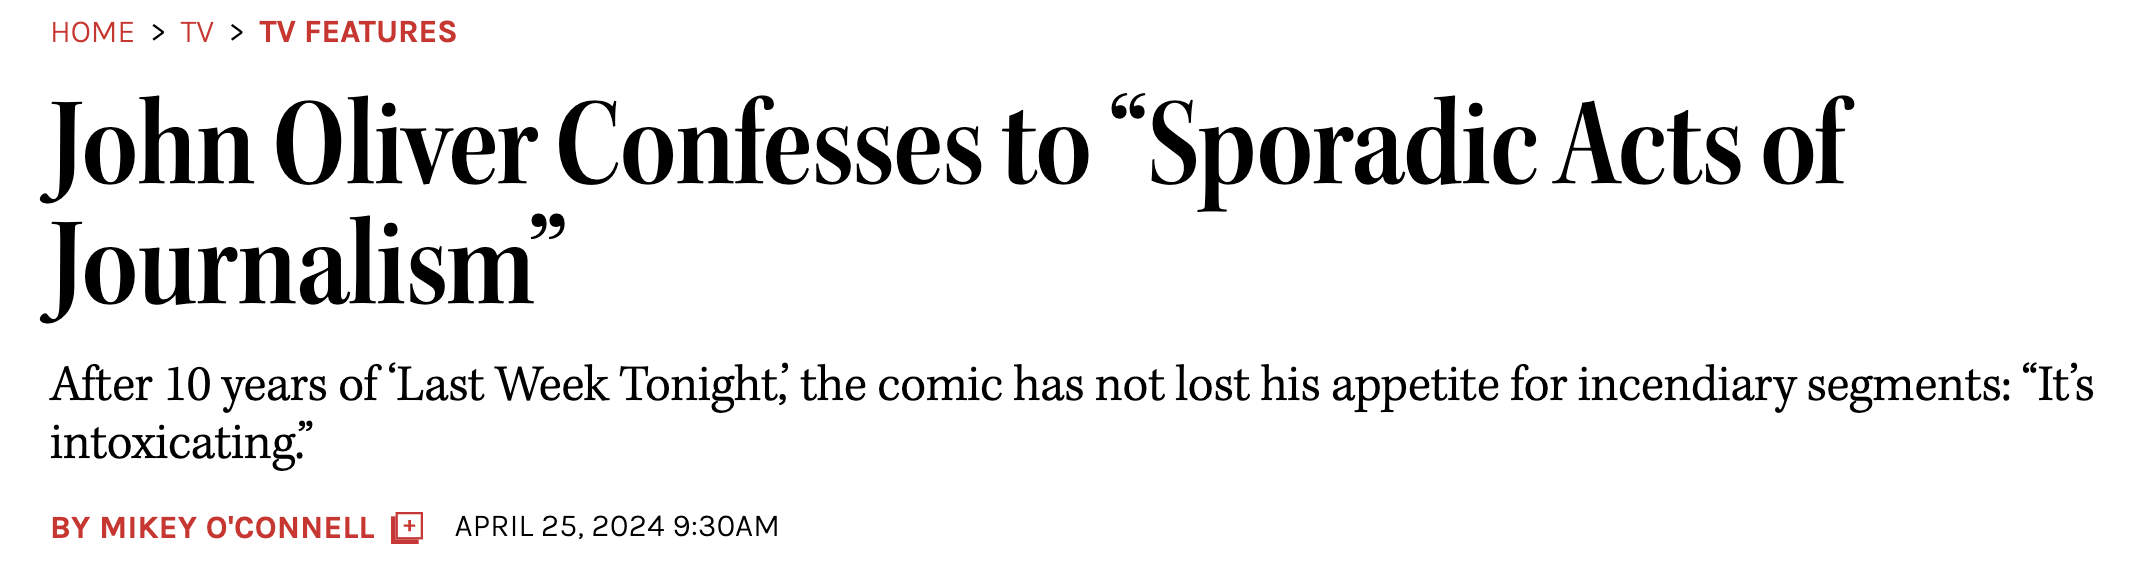 HOME > TV > TV FEATURES
John Oliver Confesses to “Sporadic Acts of
Journalism”
After 10 years of ‘Last Week Tonight,’ the comic has not lost his appetite for incendiary segments: “It’s
intoxicating.”
BY MIKEY O'CONNELL APRIL 25, 2024 9:30AM